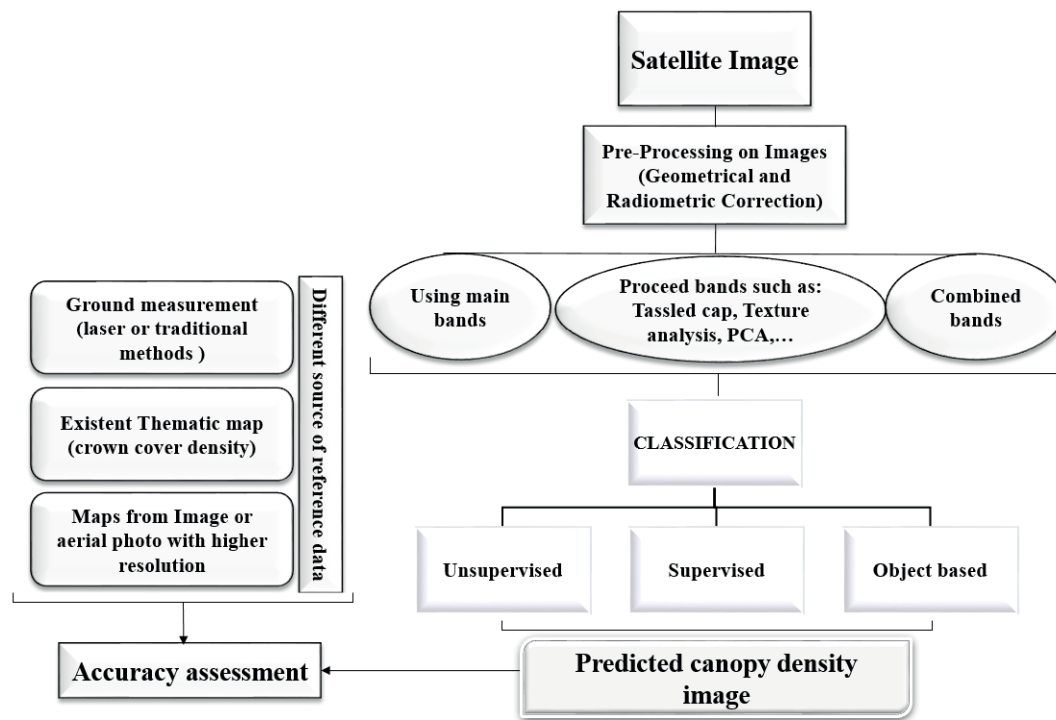 Satellite Image
Pre-Processing on Images
(Geometrical and
Radiometric Correction)
Using main
bands
Proceed bands such as:
Tassled cap, Texture
analysis, PCA,…
Combined
bands
CLASSIFICATION
Unsupervised
Supervised
Object based
Predicted canopy density
image
Ground measurement
(laser or traditional
methods )
Existent Thematic map
(crown cover density)
Maps from Image or
aerial photo with higher
resolution
Different source of reference data
Accuracy assessment